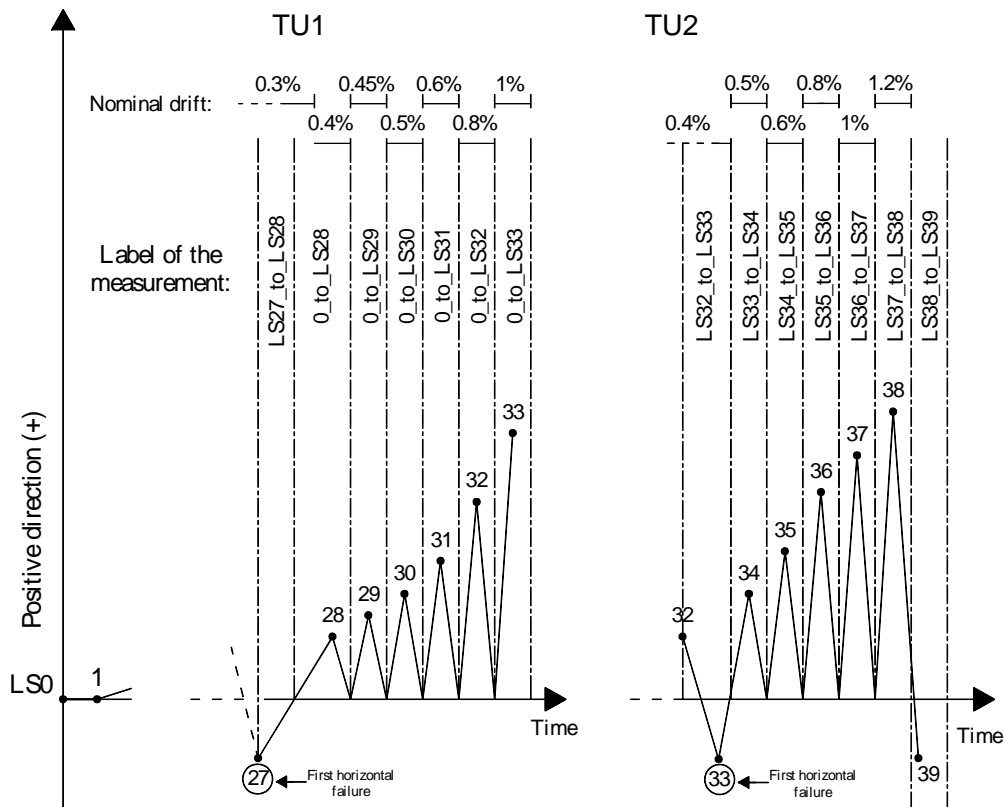 TU1
TU2
Nominal drift:
0.3%
0.45%
0.6%
1%
0.4%
0.5%
0.8%
0.5%
0.8%
1.2%
0.4%
0.6%
1%
Label of the
measurement:
LS27_to_LS28
0_to_LS28
0_to_LS29
0_to_LS30
0_to_LS31
0_to_LS32
0_to_LS33
LS32_to_LS33
LS33_to_LS34
LS34_to_LS35
LS35_to_LS36
LS36_to_LS37
LS37_to_LS38
LS38_to_LS39
Positive direction (+)
LS0
1
27
28
29
30
31
32
33
First horizontal
failure
Time
32
33
34
35
36
37
38
39
First horizontal
failure
Time